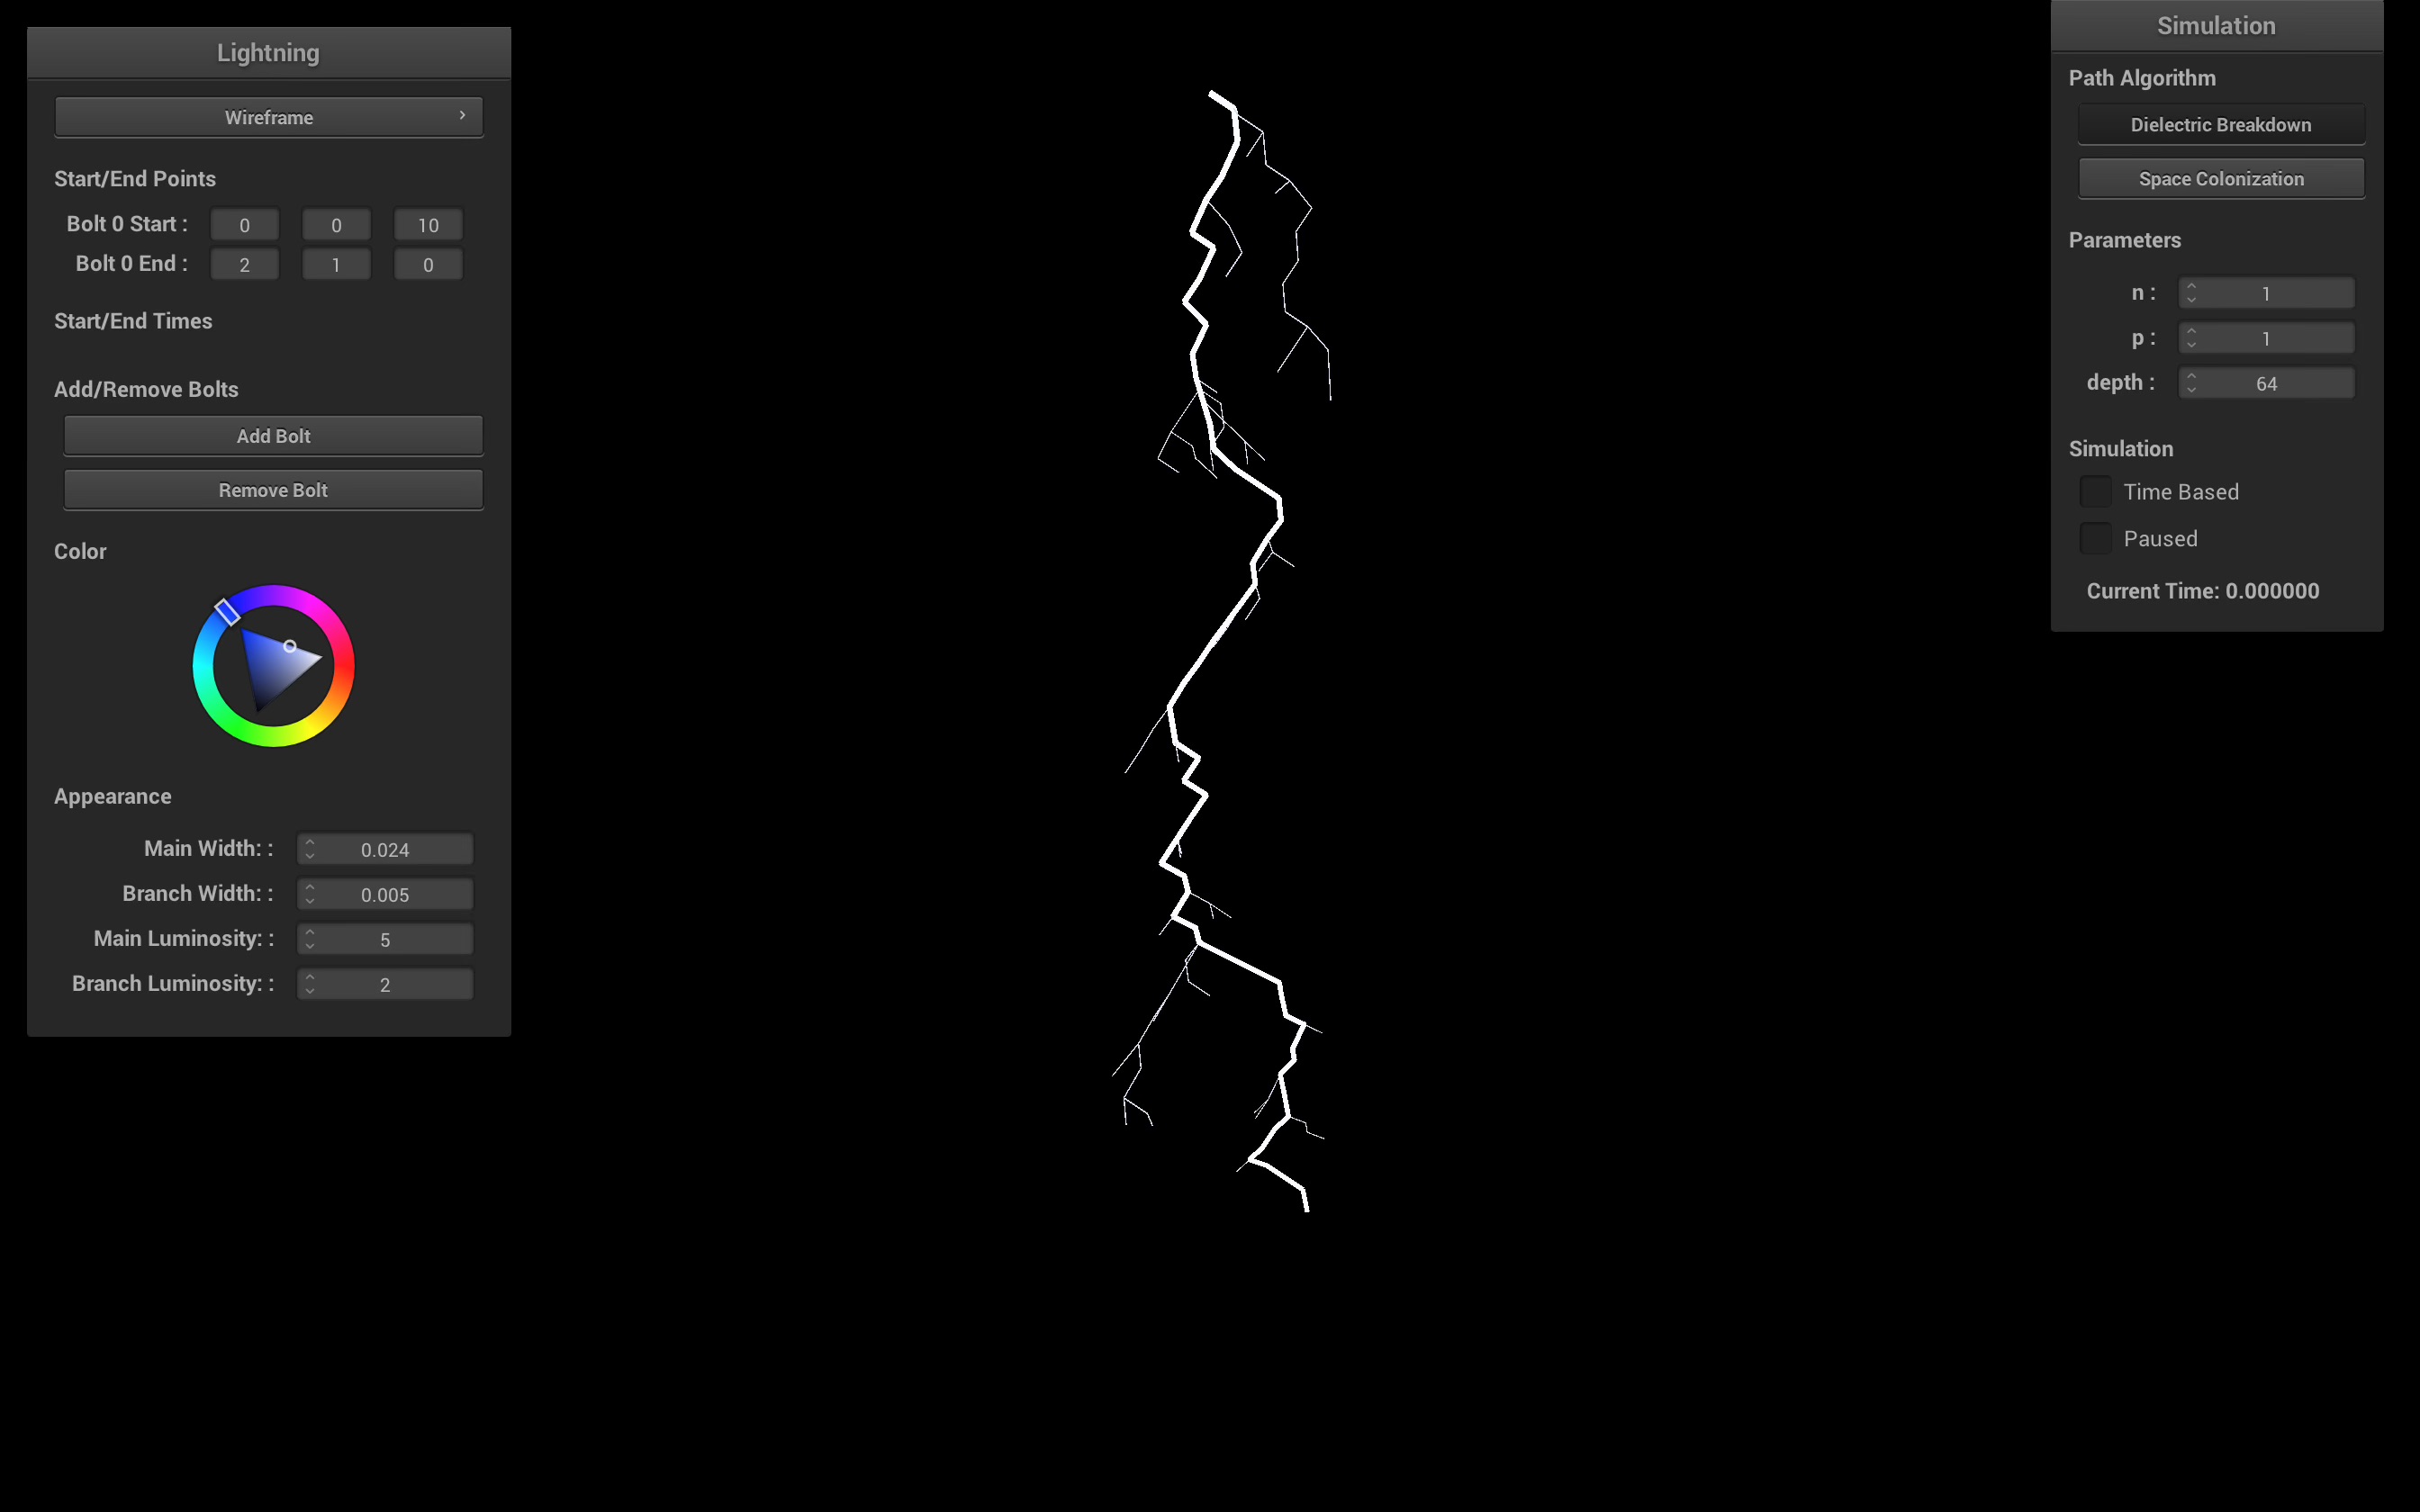 Lightning
Wireframe
Start/End Points
Bolt 0 Start : 0 0 10
Bolt 0 End : 2 1 0
Start/End Times
Add/Remove Bolts
Add Bolt
Remove Bolt
Color
Appearance
Main Width: : 0.024
Branch Width: : 0.005
Main Luminosity: : 5
Branch Luminosity: : 2
Simulation
Path Algorithm
Dielectric Breakdown
Space Colonization
Parameters
n : 1
p : 1
depth : 64
Simulation
Time Based
Paused
Current Time: 0.000000